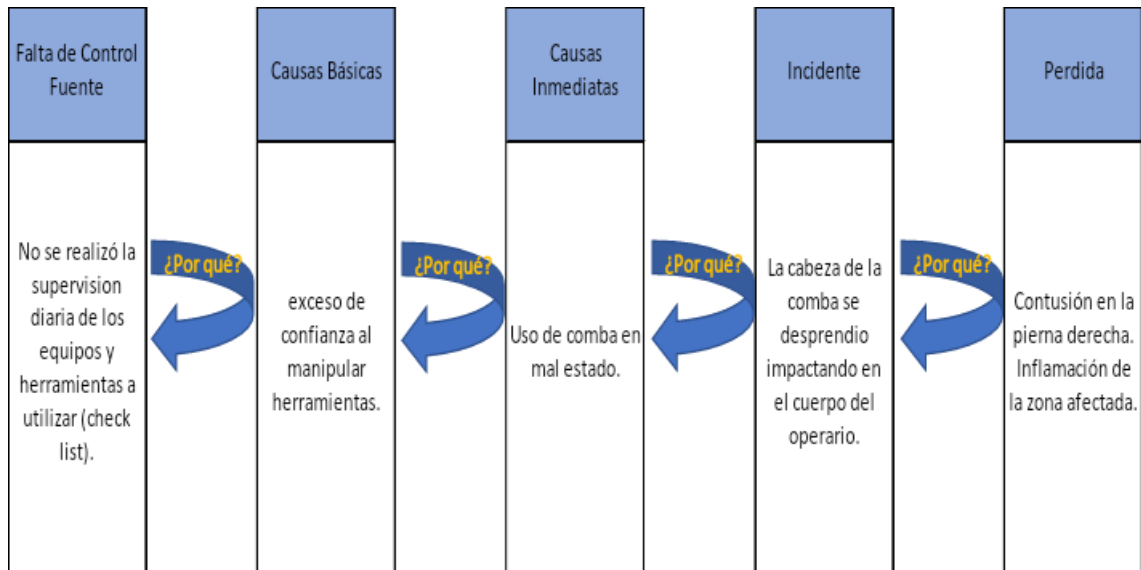 Falta de Control
Fuente
Causas Básicas
Causas
Inmediatas
Incidente
Perdida
No se realizó la
supervision
diaria de los
equipos y
herramientas a
utilizar (check
list).
¿Por qué?
exceso de
confianza al
manipular
herramientas.
¿Por qué?
Uso de comba en
mal estado.
¿Por qué?
La cabeza de la
comba se
desprendio
impactando en
el cuerpo del
operario.
¿Por qué?
Contusión en la
pierna derecha.
Inflamación de
la zona afectada.